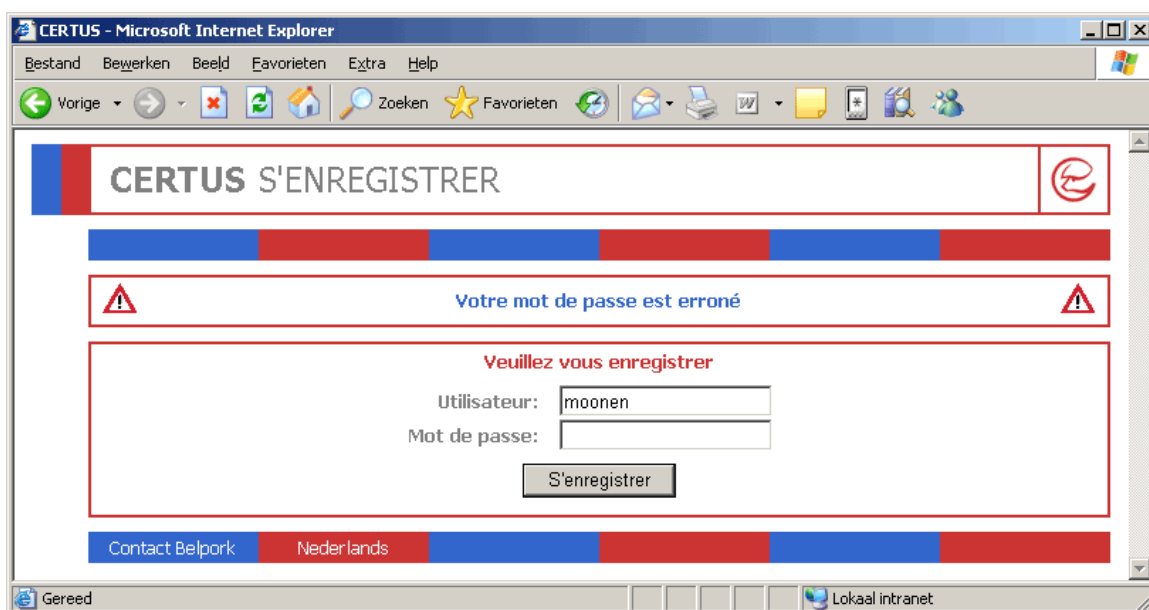 CERTUS - Microsoft Internet Explorer
Bestand Bewerken Beeld Favorieten Extra Help
Vorige Zoeken Favorieten
CERTUS S'ENREGISTRER
Votre mot de passe est erroné
Veuillez vous enregistrer
Utilisateur: moonen
Mot de passe:
S'enregistrer
Contact Belpork Nederlands
Gereed Lokaal intranet